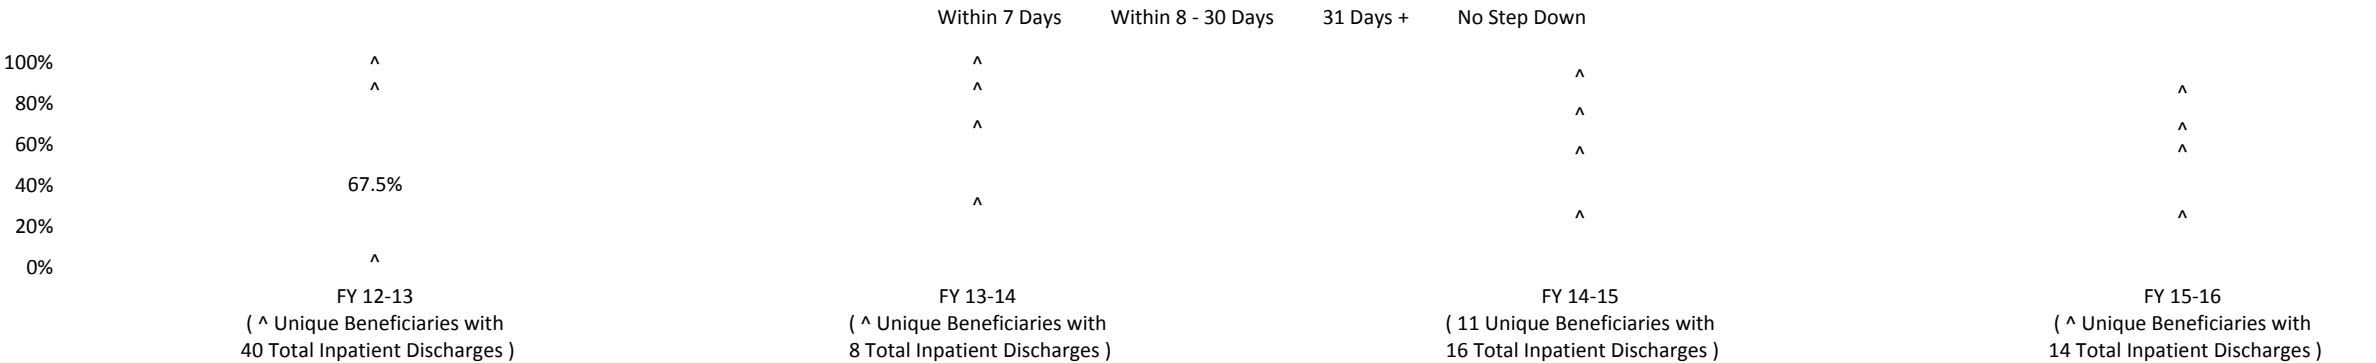 Within 7 Days Within 8 - 30 Days 31 Days + No Step Down
100%
80%
60%
40%
20%
0%
^
^
67.5%
^
^
^
^
^
^
^
^
^
^
^
^
^
FY 12-13
( ^ Unique Beneficiaries with
40 Total Inpatient Discharges )
FY 13-14
( ^ Unique Beneficiaries with
8 Total Inpatient Discharges )
FY 14-15
( 11 Unique Beneficiaries with
16 Total Inpatient Discharges )
FY 15-16
( ^ Unique Beneficiaries with
14 Total Inpatient Discharges )